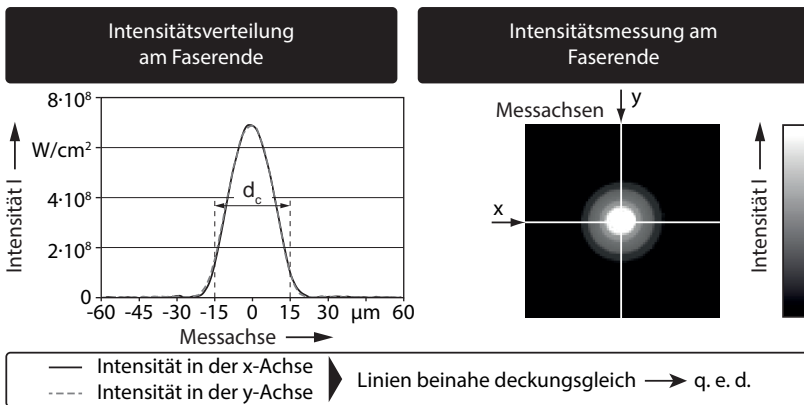 Intensitätsverteilung
am Faserende
8·10⁸
W/cm²
4·10⁸
2·10⁸
0
Intensität I
d_c
-60 -45 -30 -15 0 15 30 µm 60
Messachse
Intensitätsmessung am
Faserende
Messachsen
y
x
Intensität I
Intensität in der x-Achse
Intensität in der y-Achse
Linien beinahe deckungsgleich → q. e. d.